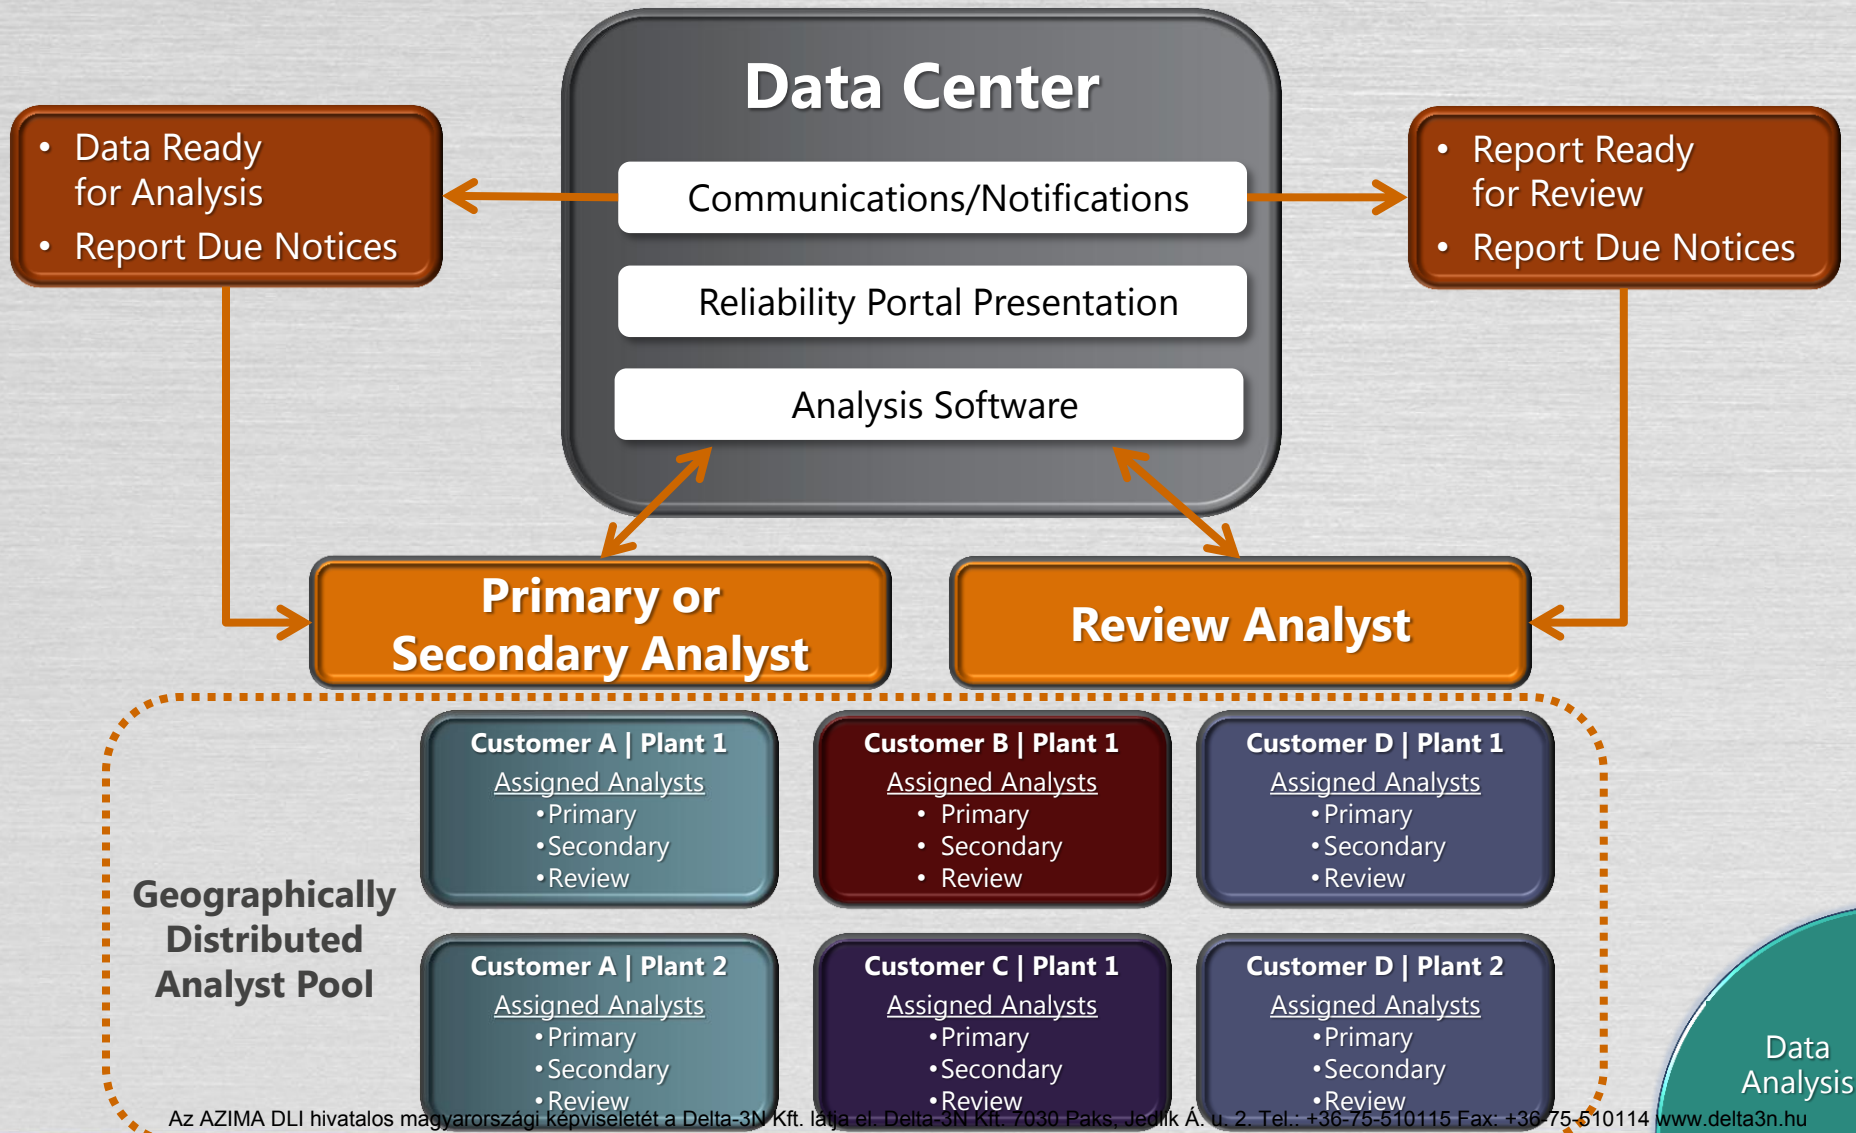 Data Center
• Data Ready
for Analysis
• Report Due Notices
Communications/Notifications
Reliability Portal Presentation
Analysis Software
• Report Ready
for Review
• Report Due Notices
Primary or
Secondary Analyst
Review Analyst
Geographically
Distributed
Analyst Pool
Customer A | Plant 1
Assigned Analysts
•Primary
•Secondary
•Review
Customer B | Plant 1
Assigned Analysts
• Primary
• Secondary
• Review
Customer D | Plant 1
Assigned Analysts
•Primary
•Secondary
•Review
Customer A | Plant 2
Assigned Analysts
•Primary
•Secondary
•Review
Customer C | Plant 1
Assigned Analysts
•Primary
•Secondary
•Review
Customer D | Plant 2
Assigned Analysts
•Primary
•Secondary
•Review
Data
Analysis
Az AZIMA DLI hivatalos magyarországi képviseletét a Delta-3N Kft. látja el. Delta-3N Kft. 7030 Paks, Jedlik Á. u. 2. Tel.: +36-75-510115 Fax: +36-75-510114 www.delta3n.hu